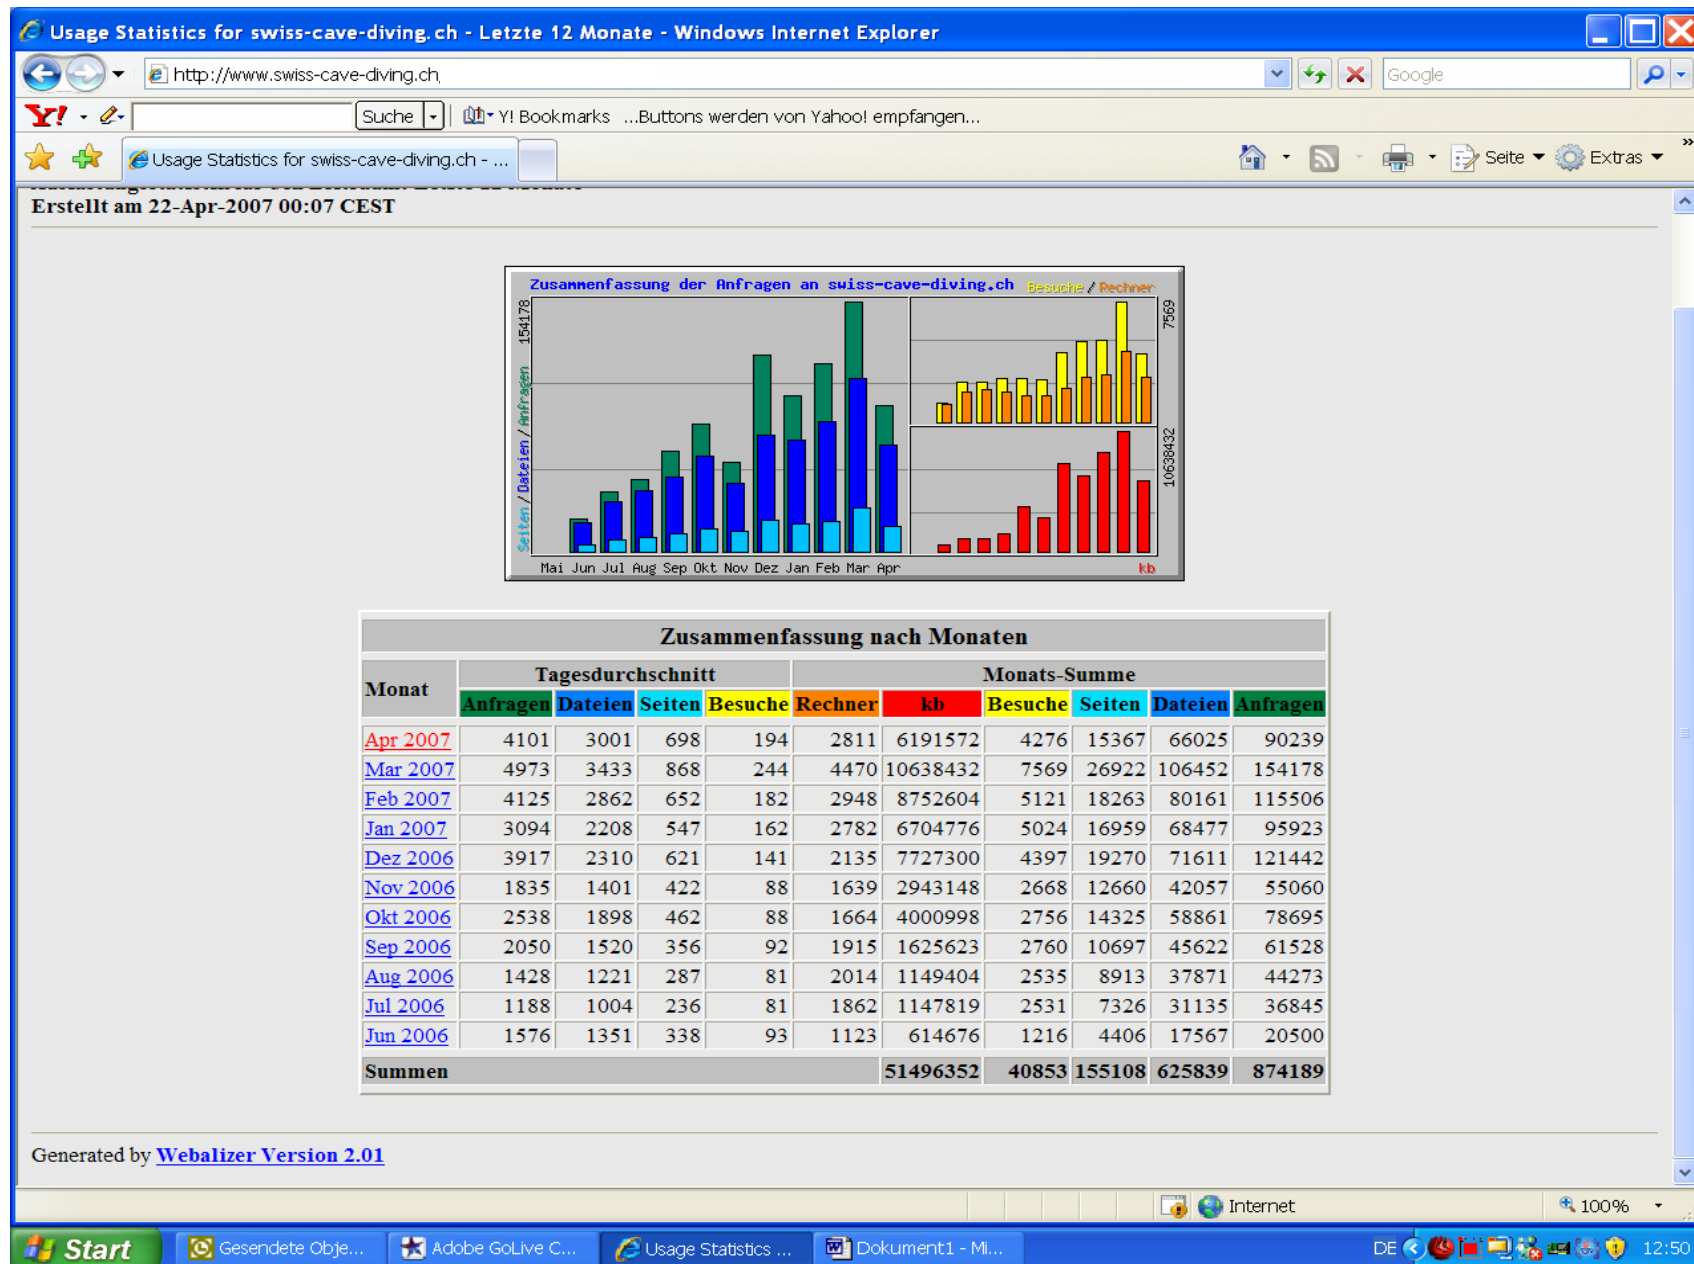 Usage Statistics for swiss-cave-diving.ch - Letzte 12 Monate - Windows Internet Explorer
http://www.swiss-cave-diving.ch
Google
Y! Suche Y! Bookmarks ...Buttons werden von Yahoo! empfangen...
Usage Statistics for swiss-cave-diving.ch - ...
Seite Extras »
Erstellt am 22-Apr-2007 00:07 CEST
Zusammenfassung der Anfragen an swiss-cave-diving.ch Besuche / Rechner
154178
Seiten / Dateien / Anfragen
7569
10638432
Mai Jun Jul Aug Sep Okt Nov Dez Jan Feb Mar Apr
kb
Zusammenfassung nach Monaten
Monat Tagesdurchschnitt Monats-Summe
Anfragen Dateien Seiten Besuche Rechner kb Besuche Seiten Dateien Anfragen
Apr 2007 4101 3001 698 194 2811 6191572 4276 15367 66025 90239
Mar 2007 4973 3433 868 244 4470 10638432 7569 26922 106452 154178
Feb 2007 4125 2862 652 182 2948 8752604 5121 18263 80161 115506
Jan 2007 3094 2208 547 162 2782 6704776 5024 16959 68477 95923
Dez 2006 3917 2310 621 141 2135 7727300 4397 19270 71611 121442
Nov 2006 1835 1401 422 88 1639 2943148 2668 12660 42057 55060
Okt 2006 2538 1898 462 88 1664 4000998 2756 14325 58861 78695
Sep 2006 2050 1520 356 92 1915 1625623 2760 10697 45622 61528
Aug 2006 1428 1221 287 81 2014 1149404 2535 8913 37871 44273
Jul 2006 1188 1004 236 81 1862 1147819 2531 7326 31135 36845
Jun 2006 1576 1351 338 93 1123 614676 1216 4406 17567 20500
Summen 51496352 40853 155108 625839 874189
Generated by Webalizer Version 2.01
Internet 100%
Start Gesendete Obje... Adobe GoLive C... Usage Statistics ... Dokument1 - Mi... DE 12:50